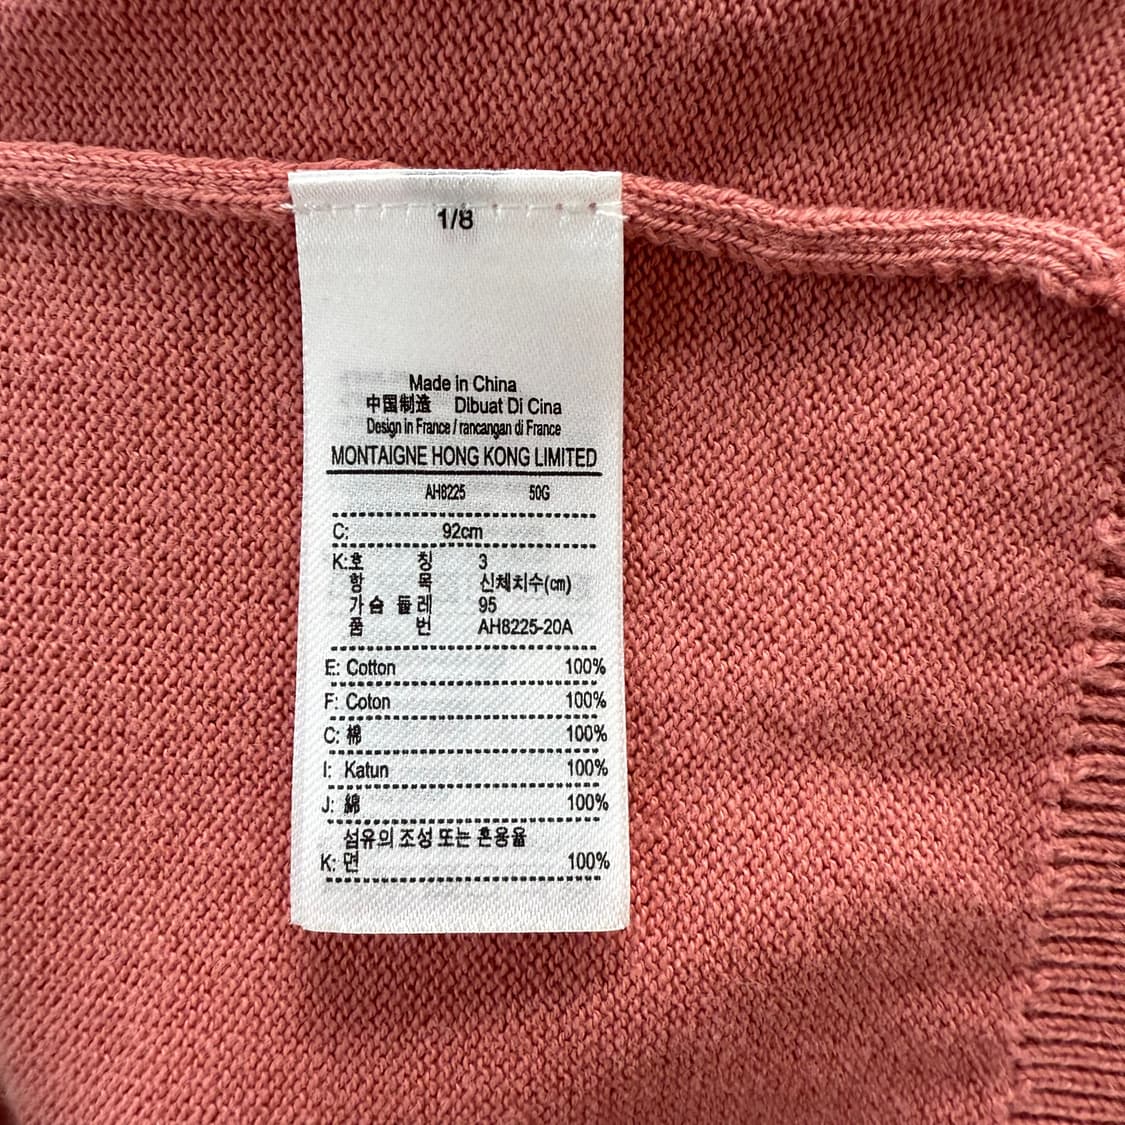 1/8
Made in China
中国制造 Dibuat Di Cina
Design in France / rancangan di France
MONTAIGNE HONG KONG LIMITED
AH8225 50G
C: 92cm
K:호 칭 3
항 목 신체치수(cm)
가슴 둘레 95
품 번 AH8225-20A
E: Cotton 100%
F: Coton 100%
C: 棉 100%
I: Katun 100%
J: 綿 100%
섬유의 조성 또는 혼용율
K: 면 100%